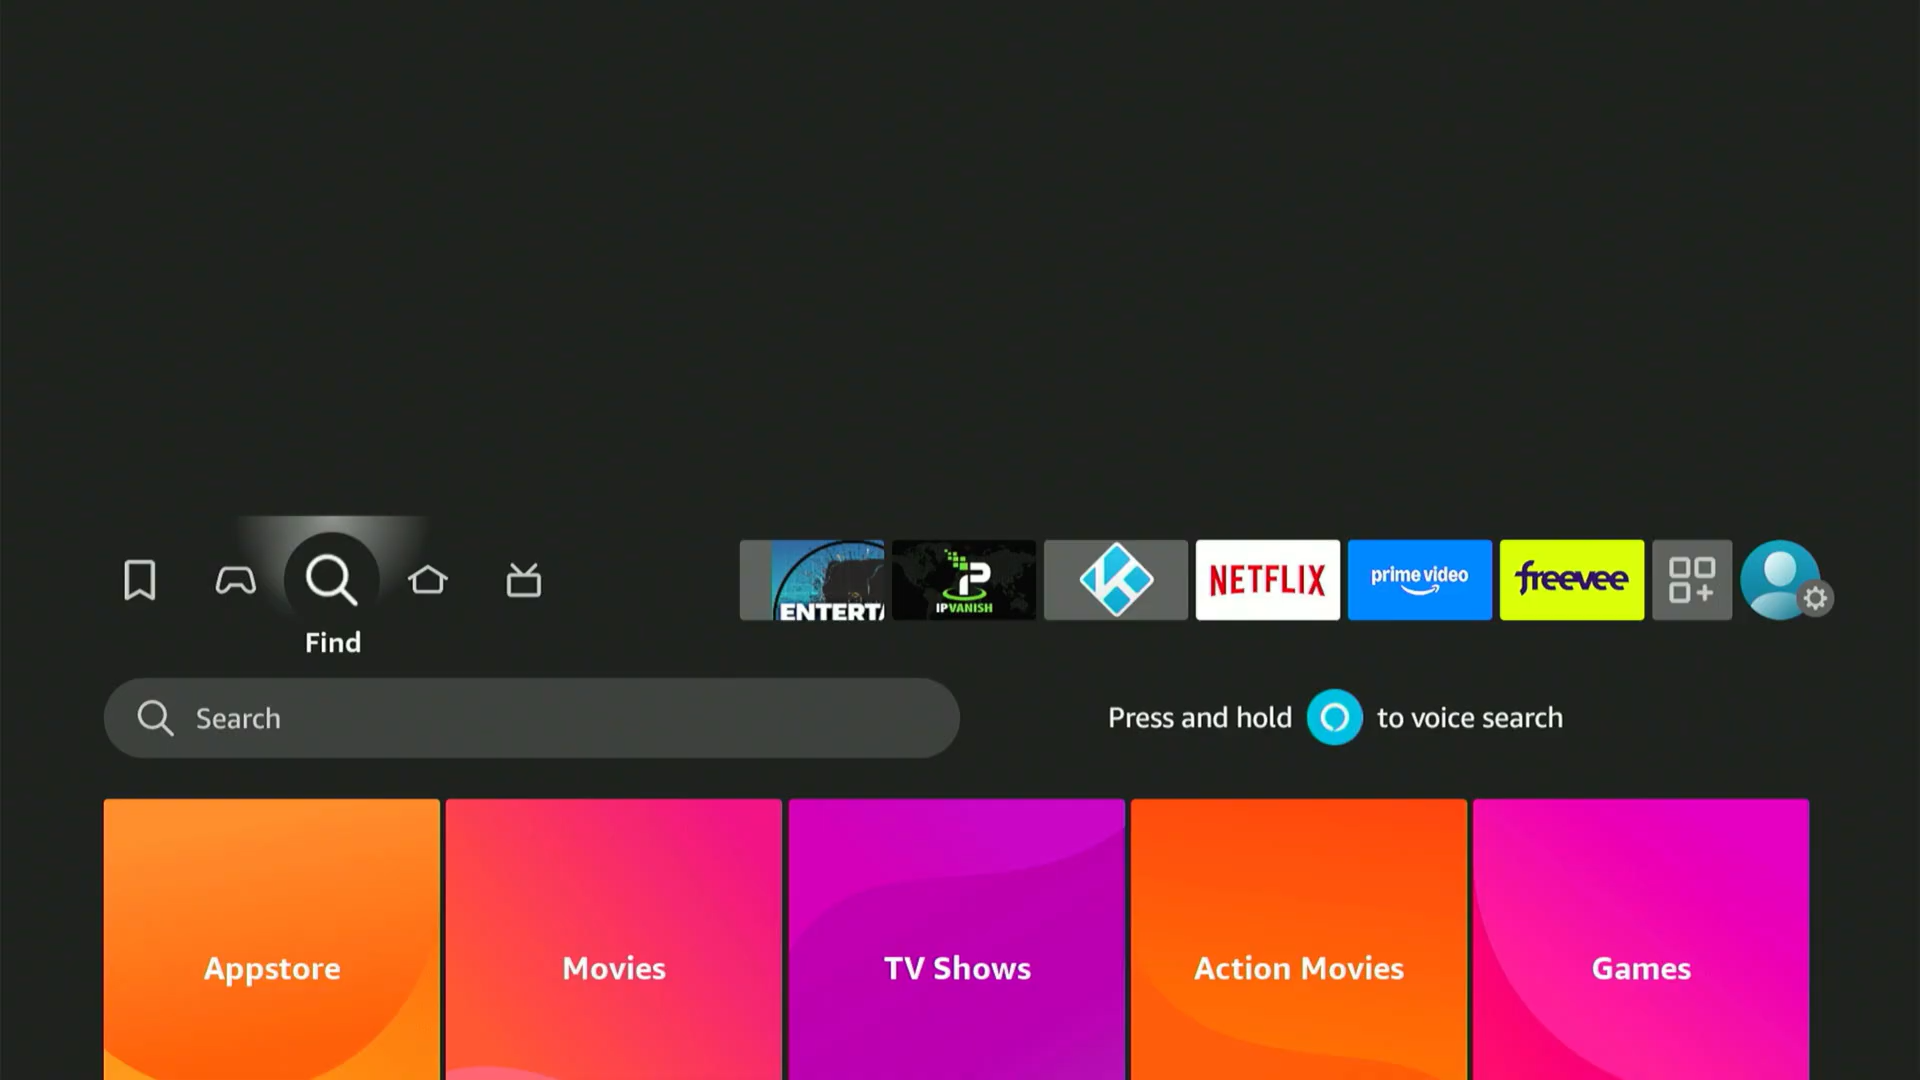 ENTERTA
IPVANISH
NETFLIX
prime video
freevee
Find
Search
Press and hold to voice search
Appstore
Movies
TV Shows
Action Movies
Games